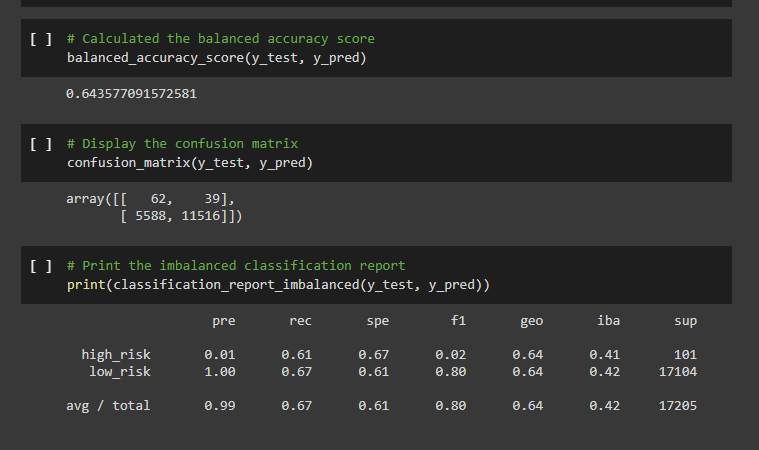 [ ] # Calculated the balanced accuracy score
balanced_accuracy_score(y_test, y_pred)
0.643577091572581
[ ] # Display the confusion matrix
confusion_matrix(y_test, y_pred)
array([[   62,    39],
       [ 5588, 11516]])
[ ] # Print the imbalanced classification report
print(classification_report_imbalanced(y_test, y_pred))
pre rec spe f1 geo iba sup
high_risk 0.01 0.61 0.67 0.02 0.64 0.41 101
low_risk 1.00 0.67 0.61 0.80 0.64 0.42 17104
avg / total 0.99 0.67 0.61 0.80 0.64 0.42 17205